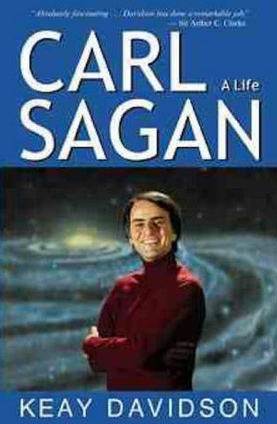 "Absolutely fascinating . . . Davidson has done a remarkable job."
— Sir Arthur C. Clarke
CARL
A Life
SAGAN
KEAY DAVIDSON